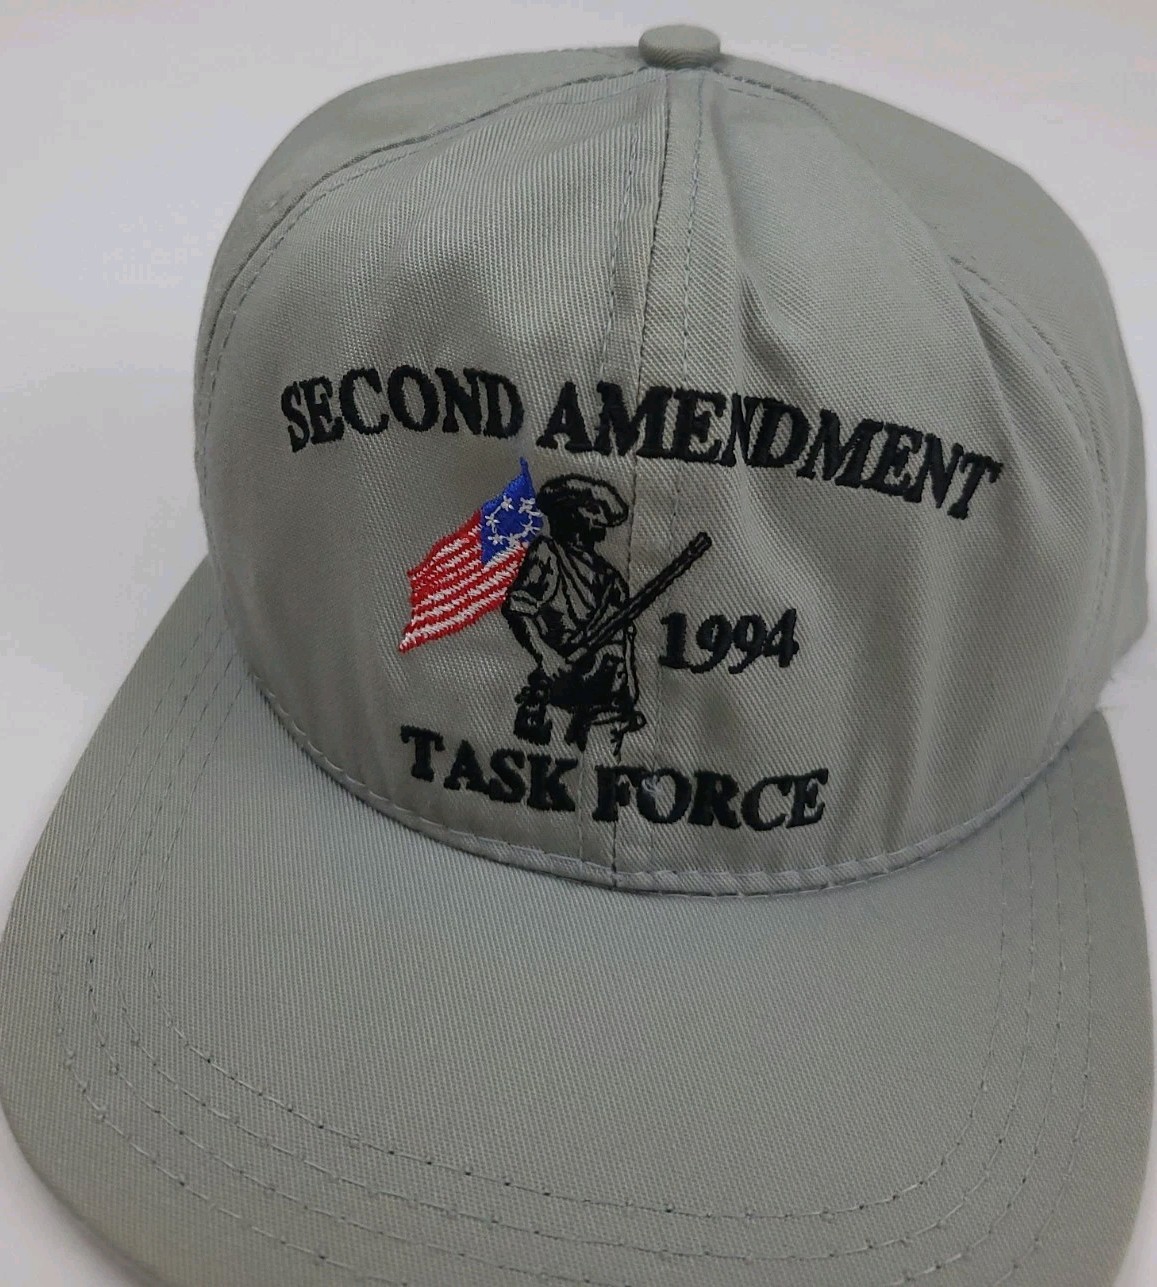 SECOND AMENDMENT
1994
TASK FORCE